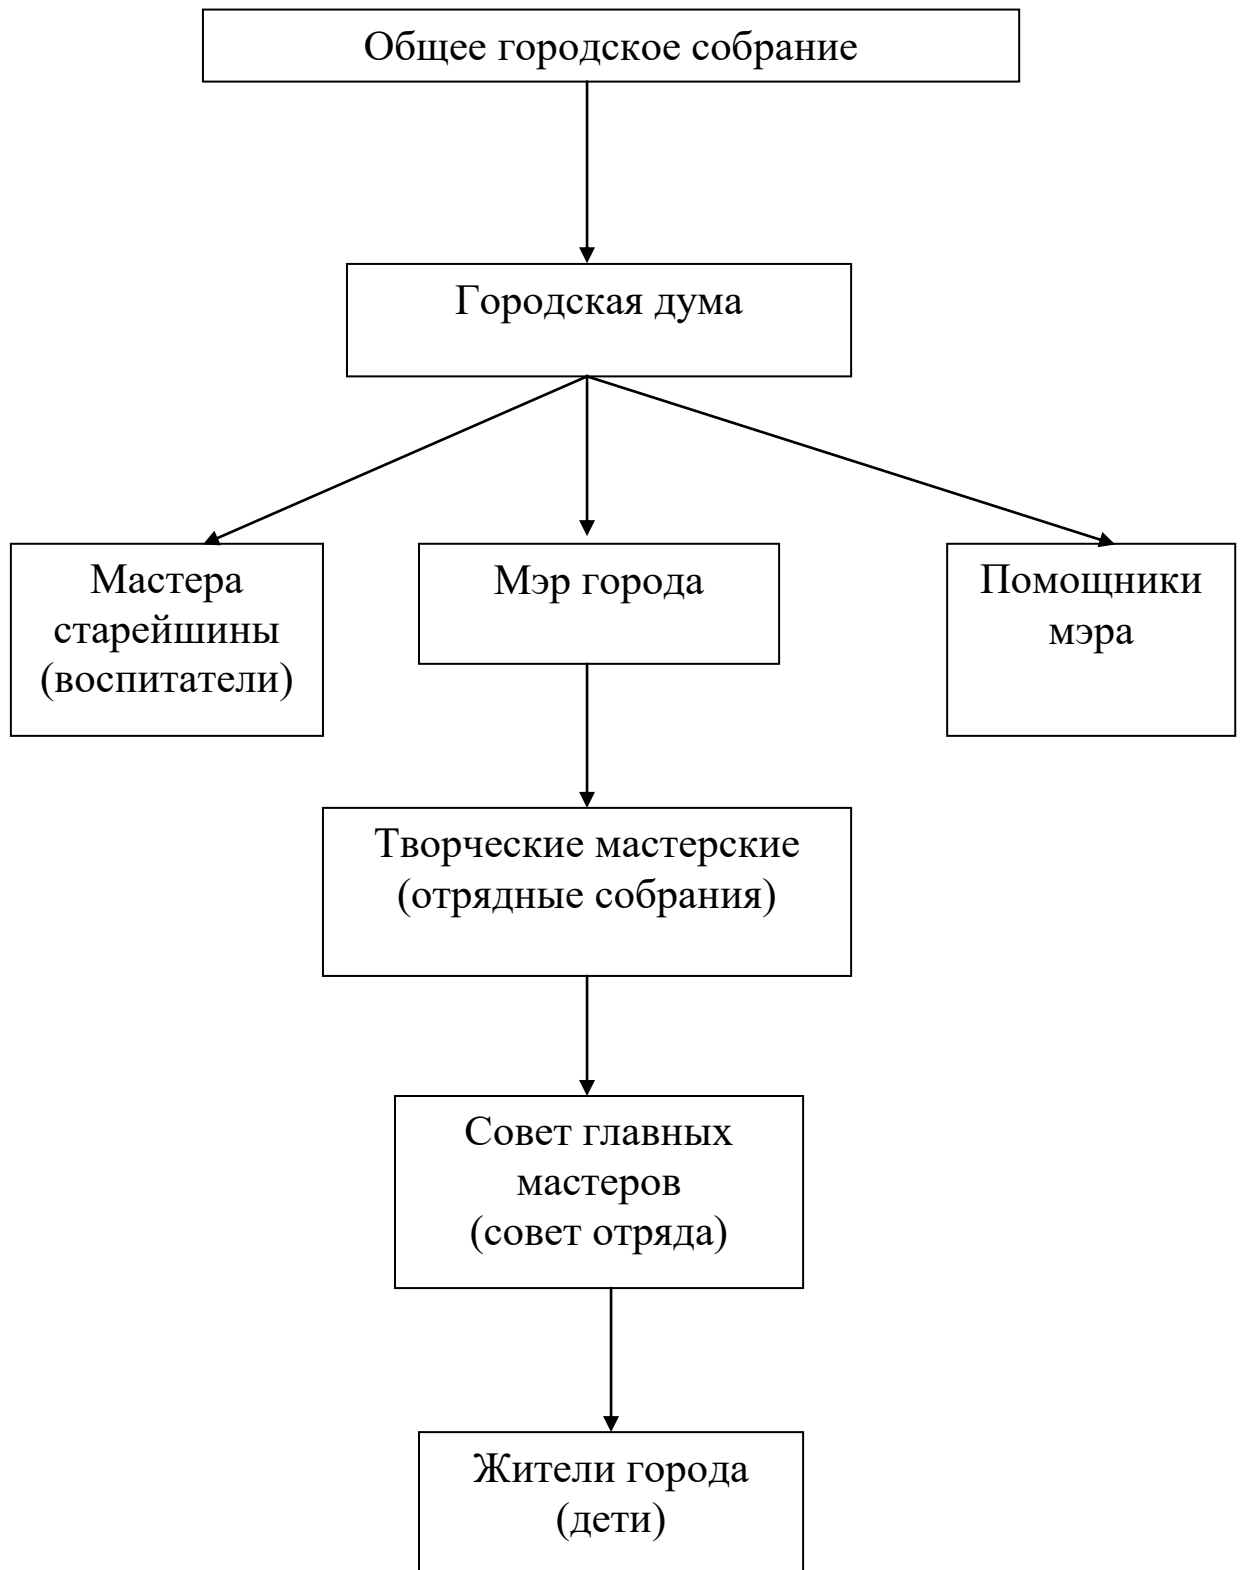 Общее городское собрание
Городская дума
Мастера
старейшины
(воспитатели)
Мэр города
Помощники
мэра
Творческие мастерские
(отрядные собрания)
Совет главных
мастеров
(совет отряда)
Жители города
(дети)